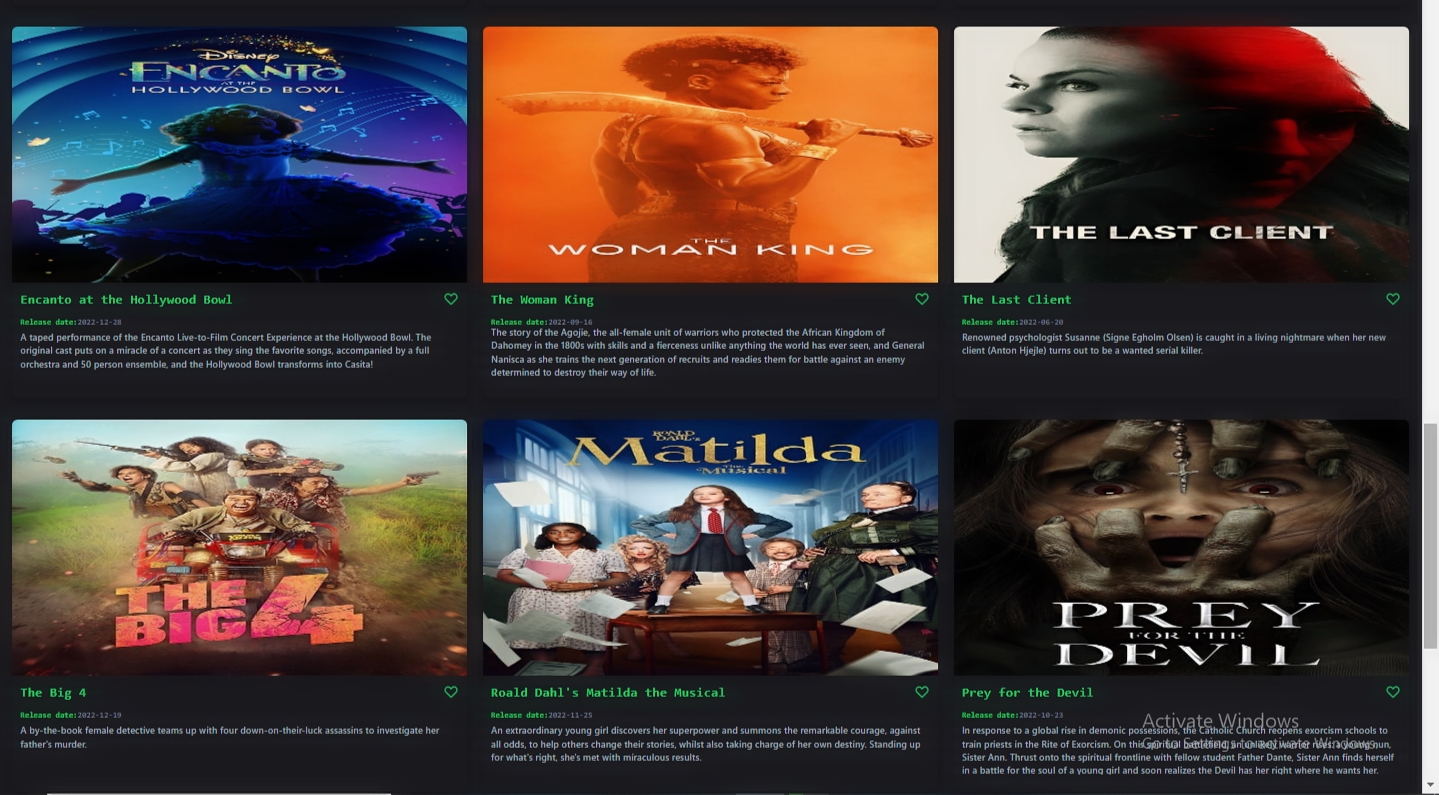 Disney
ENCANTO
AT THE
HOLLYWOOD BOWL
THE
WOMAN KING
THE LAST CLIENT
Encanto at the Hollywood Bowl
Release date:2022-12-28
A taped performance of the Encanto Live-to-Film Concert Experience at the Hollywood Bowl. The
original cast puts on a miracle of a concert as they sing the favorite songs, accompanied by a full
orchestra and 50 person ensemble, and the Hollywood Bowl transforms into Casita!
The Woman King
Release date:2022-09-16
The story of the Agojie, the all-female unit of warriors who protected the African Kingdom of
Dahomey in the 1800s with skills and a fierceness unlike anything the world has ever seen, and General
Nanisca as she trains the next generation of recruits and readies them for battle against an enemy
determined to destroy their way of life.
The Last Client
Release date:2022-06-20
Renowned psychologist Susanne (Signe Egholm Olsen) is caught in a living nightmare when her new
client (Anton Hjejle) turns out to be a wanted serial killer.
THE
BIG 4
ROALD
DAHL'S
Matilda
The
Musical
PREY
FOR THE
DEVIL
The Big 4
Release date:2022-12-19
A by-the-book female detective teams up with four down-on-their-luck assassins to investigate her
father's murder.
Roald Dahl's Matilda the Musical
Release date:2022-11-25
An extraordinary young girl discovers her superpower and summons the remarkable courage, against
all odds, to help others change their stories, whilst also taking charge of her own destiny. Standing up
for what's right, she's met with miraculous results.
Prey for the Devil
Release date:2022-10-23
In response to a global rise in demonic possessions, the Catholic Church reopens exorcism schools to
train priests in the Rite of Exorcism. On this spiritual battlefield, an unlikely warrior rises: a young nun,
Sister Ann. Thrust onto the spiritual frontline with fellow student Father Dante, Sister Ann finds herself
in a battle for the soul of a young girl and soon realizes the Devil has her right where he wants her.
Activate Windows
Go to Settings to activate Windows.